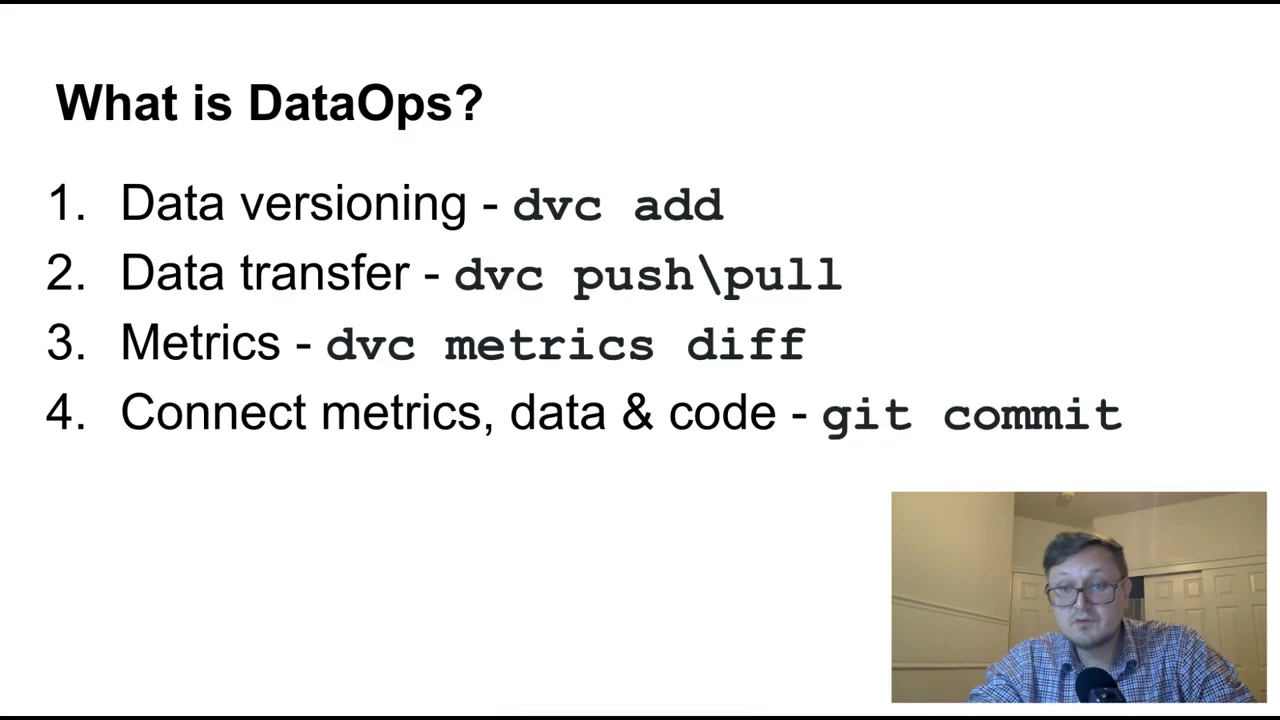 What is DataOps?
1. Data versioning - dvc add
2. Data transfer - dvc push\pull
3. Metrics - dvc metrics diff
4. Connect metrics, data & code - git commit